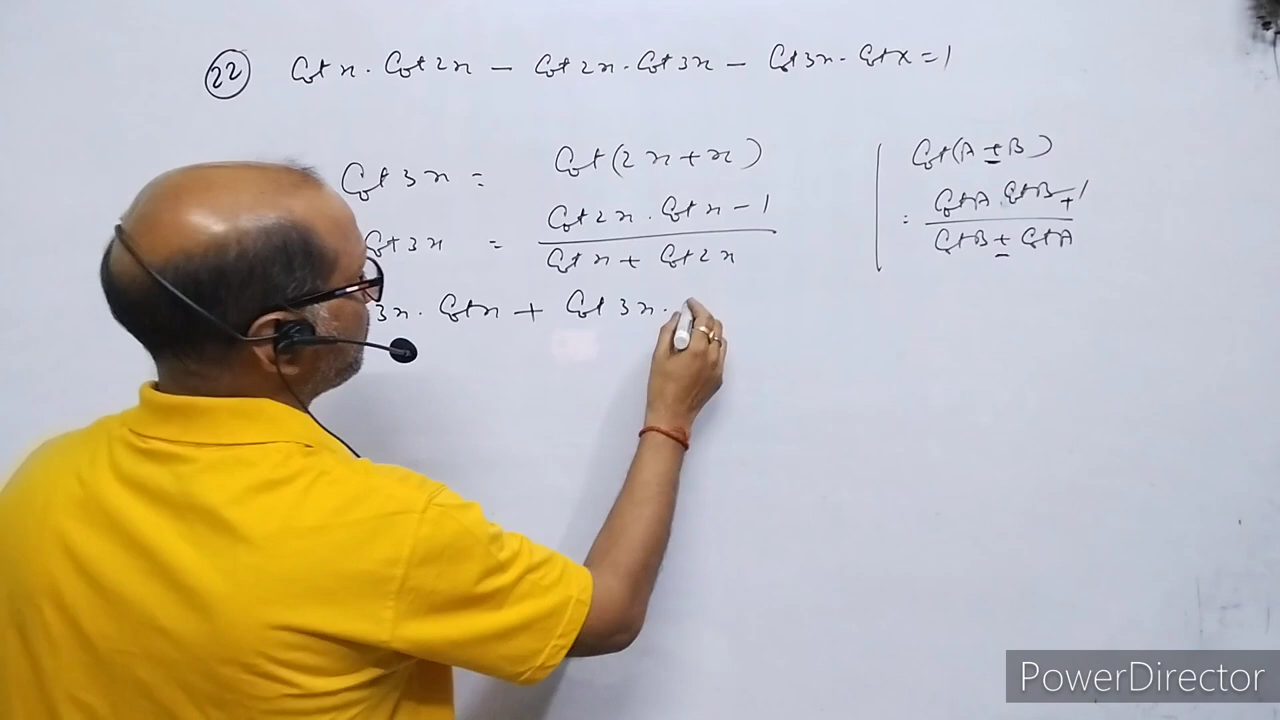 22 Cot x . Cot 2x - Cot 2x . Cot 3x - Cot 3x . Cot x = 1
Cot 3x = Cot (2x + x)
Cot 3x = Cot 2x . Cot x - 1
Cot x + Cot 2x
3x . Cot x + Cot 3x .
Cot (A ± B)
= Cot A . Cot B ∓ 1
Cot B ± Cot A
PowerDirector